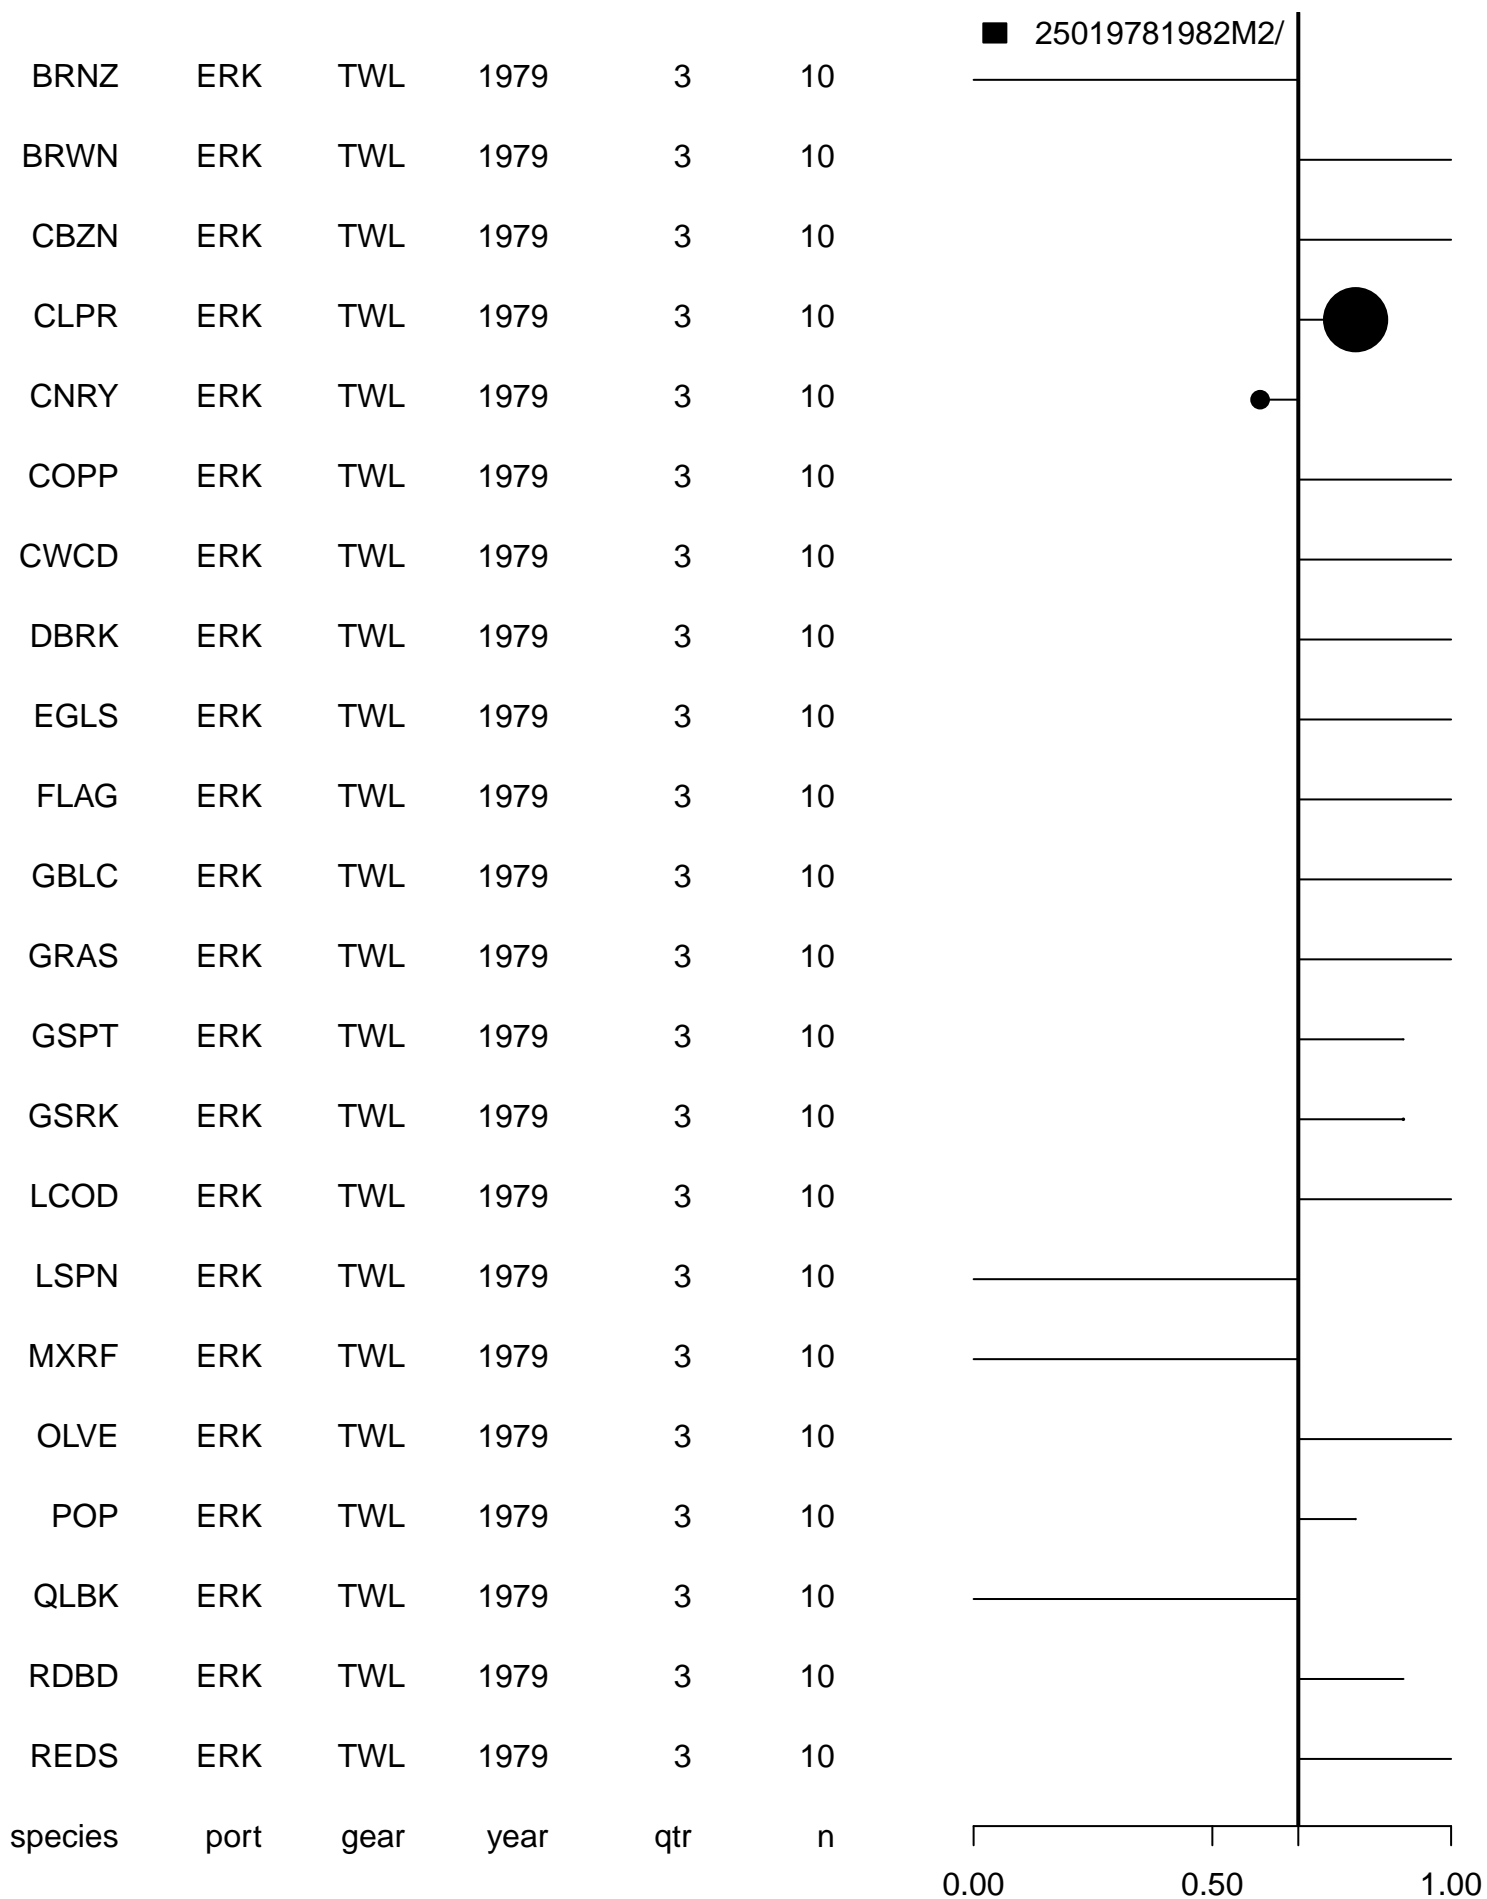 25019781982M2/
BRNZ ERK TWL 1979 3 10
BRWN ERK TWL 1979 3 10
CBZN ERK TWL 1979 3 10
CLPR ERK TWL 1979 3 10
CNRY ERK TWL 1979 3 10
COPP ERK TWL 1979 3 10
CWCD ERK TWL 1979 3 10
DBRK ERK TWL 1979 3 10
EGLS ERK TWL 1979 3 10
FLAG ERK TWL 1979 3 10
GBLC ERK TWL 1979 3 10
GRAS ERK TWL 1979 3 10
GSPT ERK TWL 1979 3 10
GSRK ERK TWL 1979 3 10
LCOD ERK TWL 1979 3 10
LSPN ERK TWL 1979 3 10
MXRF ERK TWL 1979 3 10
OLVE ERK TWL 1979 3 10
POP ERK TWL 1979 3 10
QLBK ERK TWL 1979 3 10
RDBD ERK TWL 1979 3 10
REDS ERK TWL 1979 3 10
species port gear year qtr n
0.00 0.50 1.00